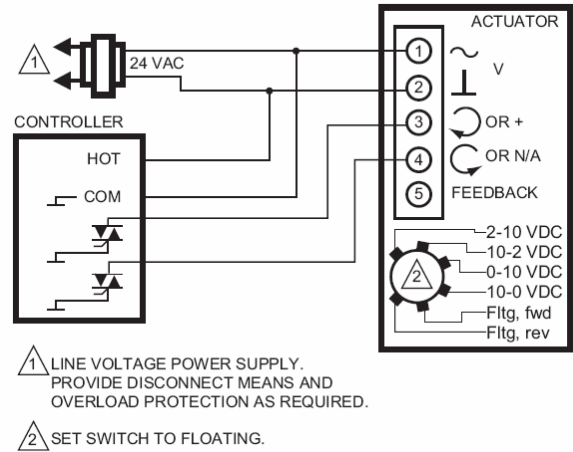 ACTUATOR
1
24 VAC
1
V
2
CONTROLLER
3 OR +
HOT
4 OR N/A
COM
5 FEEDBACK
2-10 VDC
10-2 VDC
0-10 VDC
2
10-0 VDC
Fltg, fwd
Fltg, rev
1 LINE VOLTAGE POWER SUPPLY.
PROVIDE DISCONNECT MEANS AND
OVERLOAD PROTECTION AS REQUIRED.
2 SET SWITCH TO FLOATING.